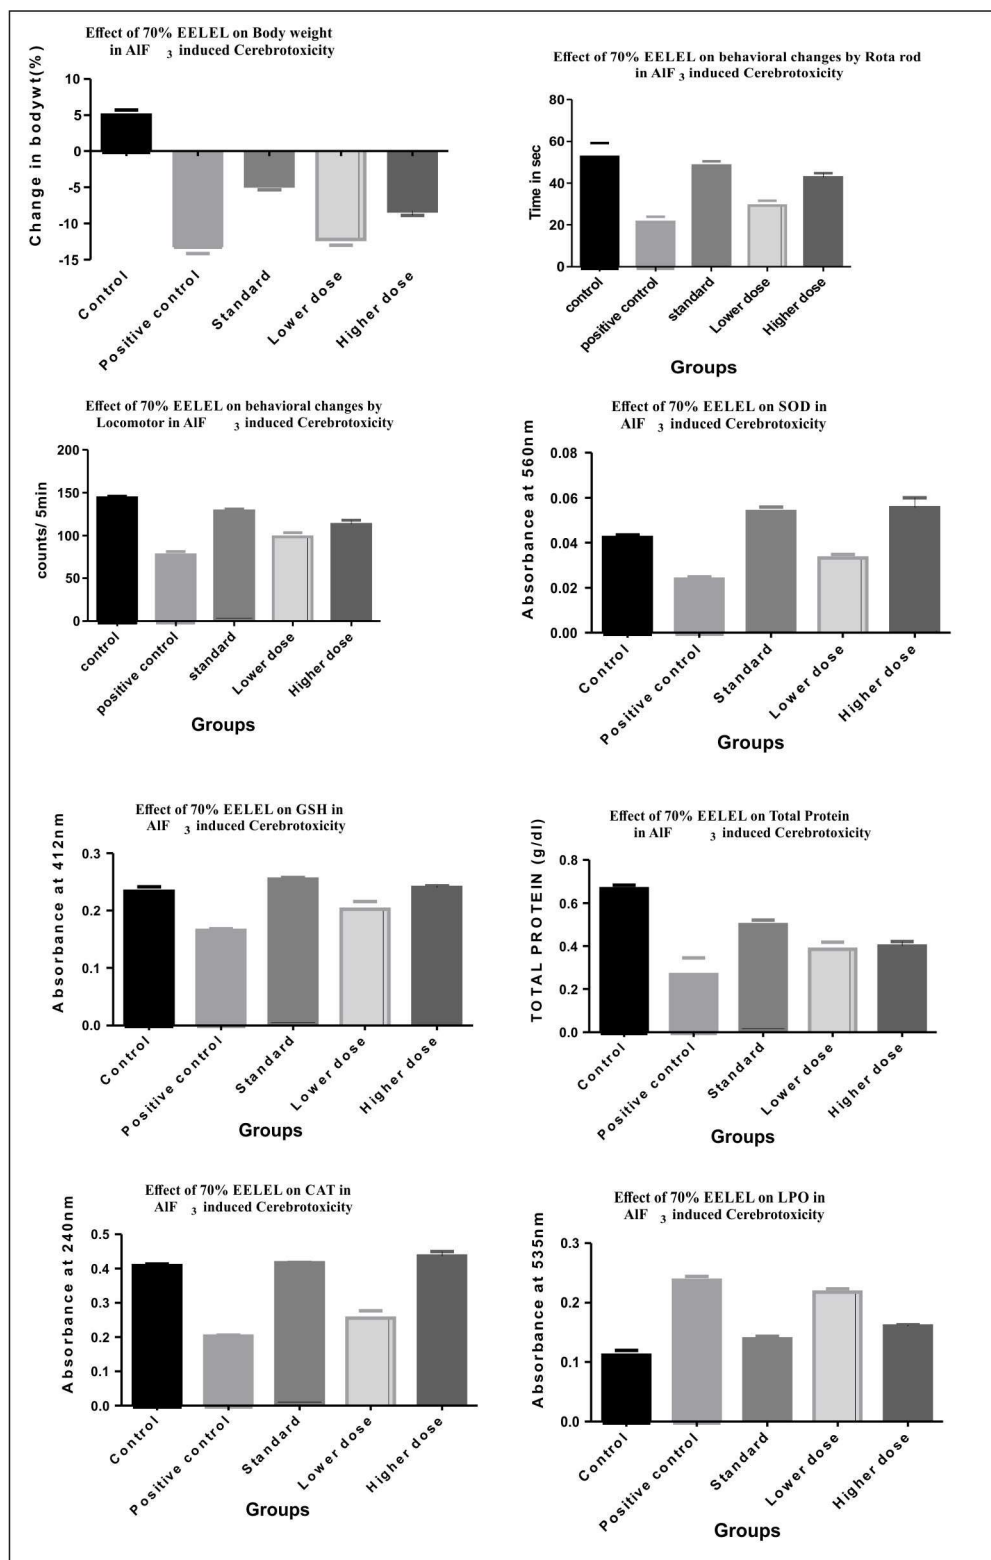 Effect of 70% EELEL on Body weight
in AlF 3 induced Cerebrotoxicity
Change in bodywt(%)
10
5
0
-5
-10
-15
Control
Positive control
Standard
Lower dose
Higher dose
Effect of 70% EELEL on behavioral changes by Rota rod
in AlF 3 induced Cerebrotoxicity
Time in sec
80
60
40
20
0
control
positive control
standard
Lower dose
Higher dose
Groups
Effect of 70% EELEL on behavioral changes by
Locomotor in AlF 3 induced Cerebrotoxicity
counts/ 5min
200
150
100
50
0
control
positive control
standard
Lower dose
Higher dose
Groups
Effect of 70% EELEL on SOD in
AlF 3 induced Cerebrotoxicity
Absorbance at 560nm
0.08
0.06
0.04
0.02
0.00
Control
Positive control
Standard
Lower dose
Higher dose
Groups
Effect of 70% EELEL on GSH in
AlF 3 induced Cerebrotoxicity
Absorbance at 412nm
0.3
0.2
0.1
0.0
Control
Positive control
Standard
Lower dose
Higher dose
Groups
Effect of 70% EELEL on Total Protein
in AlF 3 induced Cerebrotoxicity
TOTAL PROTEIN (g/dl)
0.8
0.6
0.4
0.2
0.0
Control
Positive control
Standard
Lower dose
Higher dose
Groups
Effect of 70% EELEL on CAT in
AlF 3 induced Cerebrotoxicity
Absorbance at 240nm
0.5
0.4
0.3
0.2
0.1
0.0
Control
Positive control
Standard
Lower dose
Higher dose
Groups
Effect of 70% EELEL on LPO in
AlF 3 induced Cerebrotoxicity
Absorbance at 535nm
0.3
0.2
0.1
0.0
Control
Positive control
Standard
Lower dose
Higher dose
Groups